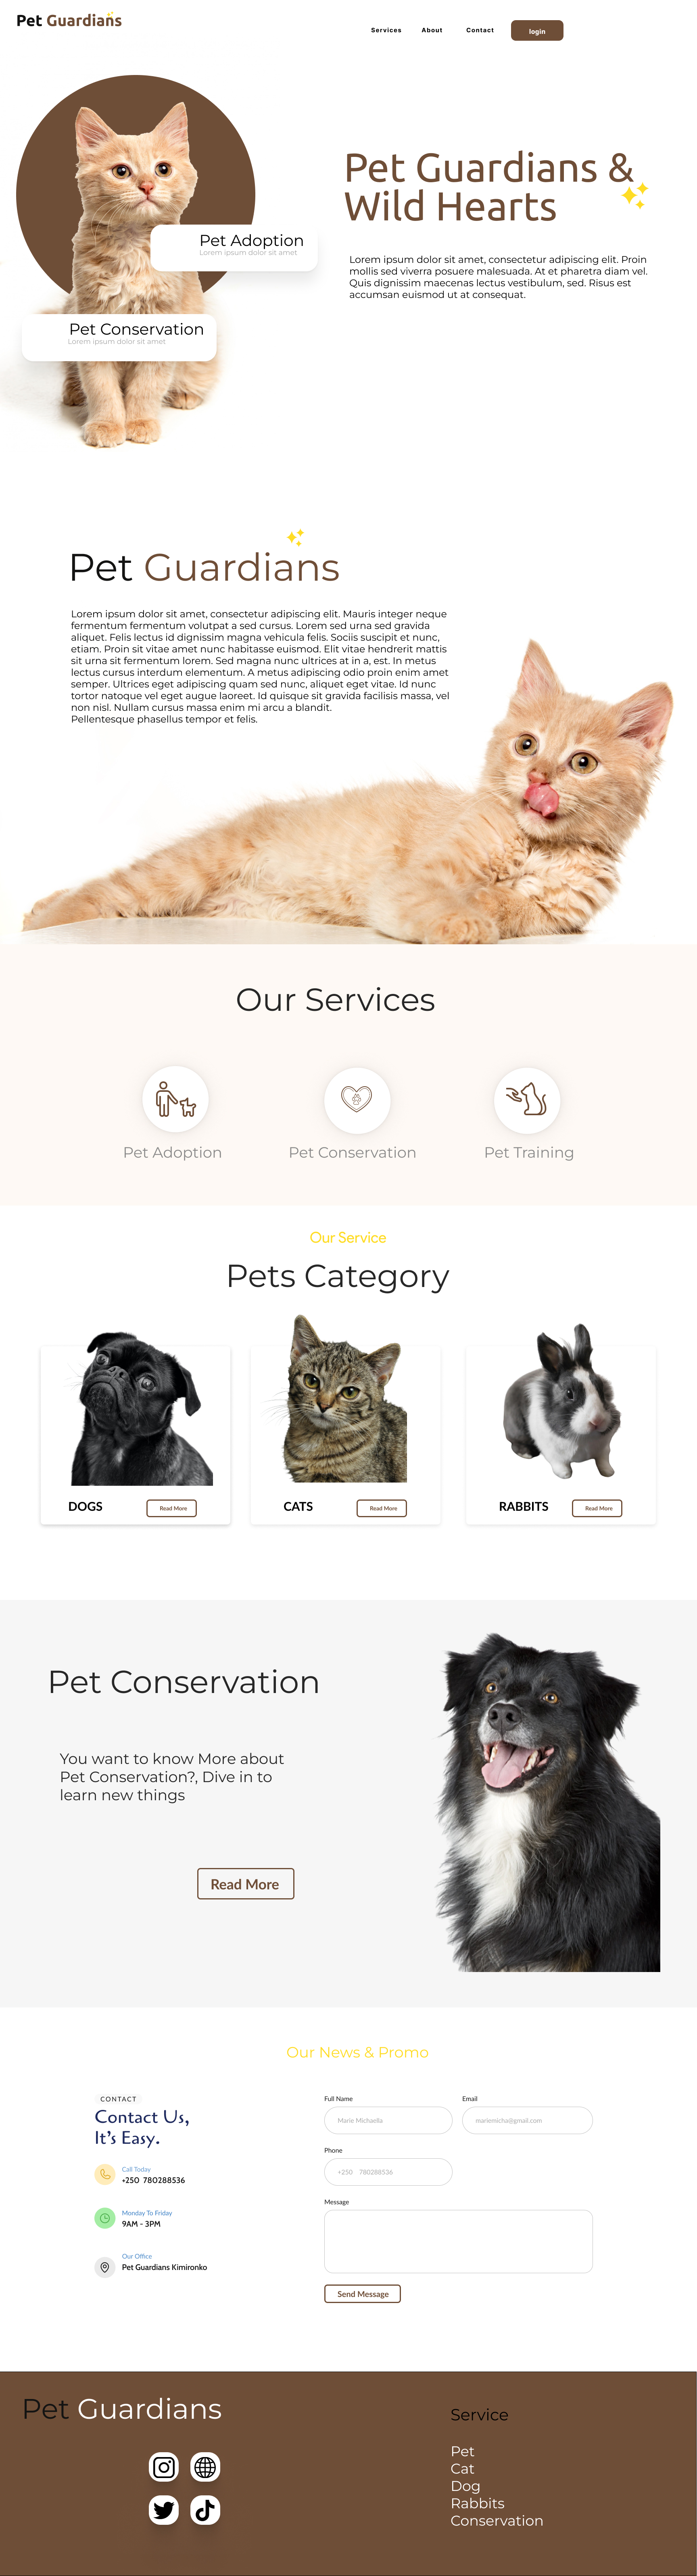 Pet Guardians
Services About Contact login
Pet Guardians &
Wild Hearts
Pet Adoption
Lorem ipsum dolor sit amet
Lorem ipsum dolor sit amet, consectetur adipiscing elit. Proin
mollis sed viverra posuere malesuada. At et pharetra diam vel.
Quis dignissim maecenas lectus vestibulum, sed. Risus est
accumsan euismod ut at consequat.
Pet Conservation
Lorem ipsum dolor sit amet
Pet Guardians
Lorem ipsum dolor sit amet, consectetur adipiscing elit. Mauris integer neque
fermentum fermentum volutpat a sed cursus. Lorem sed urna sed gravida
aliquet. Felis lectus id dignissim magna vehicula felis. Sociis suscipit et nunc,
etiam. Proin sit vitae amet nunc habitasse euismod. Elit vitae hendrerit mattis
sit urna sit fermentum lorem. Sed magna nunc ultrices at in a, est. In metus
lectus cursus interdum elementum. A metus adipiscing odio proin enim amet
semper. Ultrices eget adipiscing quam sed nunc, aliquet eget vitae. Id nunc
tortor natoque vel eget augue laoreet. Id quisque sit gravida facilisis massa, vel
non nisl. Nullam cursus massa enim mi arcu a blandit.
Pellentesque phasellus tempor et felis.
Our Services
Pet Adoption
Pet Conservation
Pet Training
Our Service
Pets Category
DOGS Read More
CATS Read More
RABBITS Read More
Pet Conservation
You want to know More about
Pet Conservation?, Dive in to
learn new things
Read More
Our News & Promo
CONTACT
Contact Us,
It's Easy.
Call Today
+250 780288536
Monday To Friday
9AM - 3PM
Our Office
Pet Guardians Kimironko
Full Name
Marie Michaella
Email
mariemicha@gmail.com
Phone
+250 780288536
Message
Send Message
Pet Guardians
Service
Pet
Cat
Dog
Rabbits
Conservation